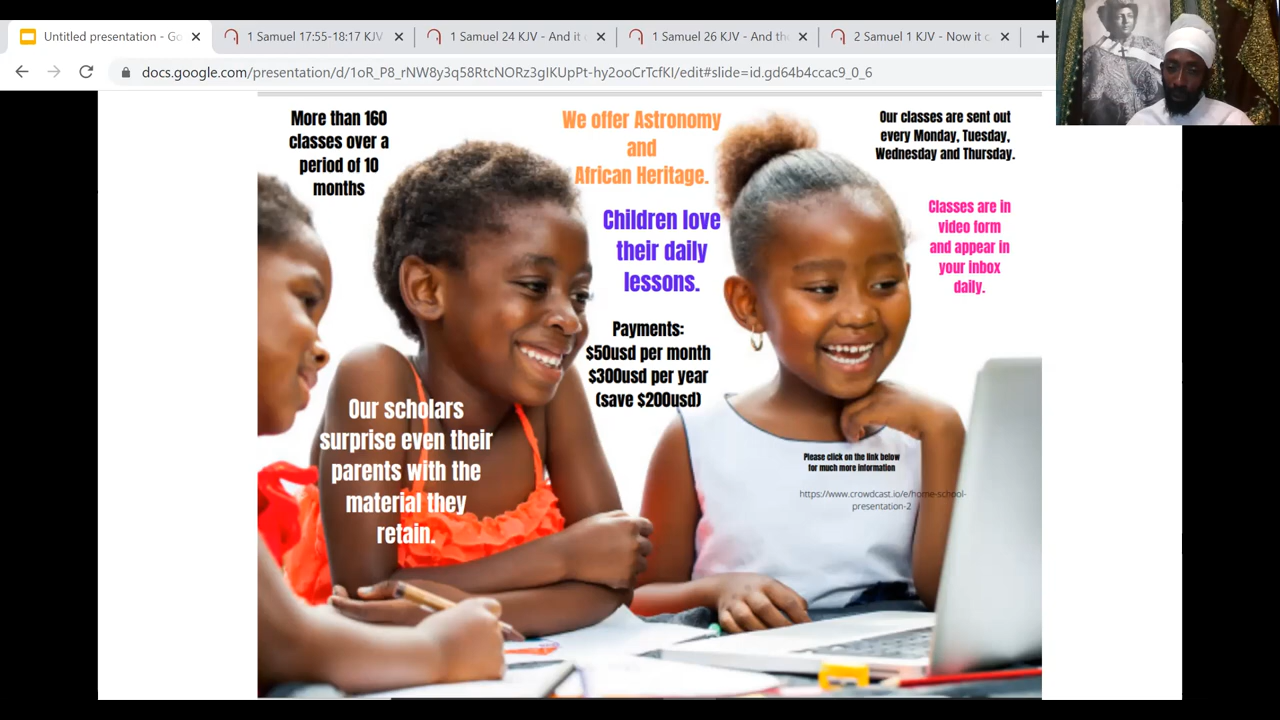 Untitled presentation - Go
1 Samuel 17:55-18:17 KJV
1 Samuel 24 KJV - And it c
1 Samuel 26 KJV - And the
2 Samuel 1 KJV - Now it c
docs.google.com/presentation/d/1oR_P8_rNW8y3q58RtcNORz3gIKUpPt-hy2ooCrTcfKI/edit#slide=id.gd64b4ccac9_0_6
More than 160
classes over a
period of 10
months
We offer Astronomy
and
African Heritage.
Our classes are sent out
every Monday, Tuesday,
Wednesday and Thursday.
Children love
their daily
lessons.
Classes are in
video form
and appear in
your inbox
daily.
Payments:
$50usd per month
$300usd per year
(save $200usd)
Our scholars
surprise even their
parents with the
material they
retain.
Please click on the link below
for much more information
https://www.crowdcast.io/e/home-school-
presentation-2